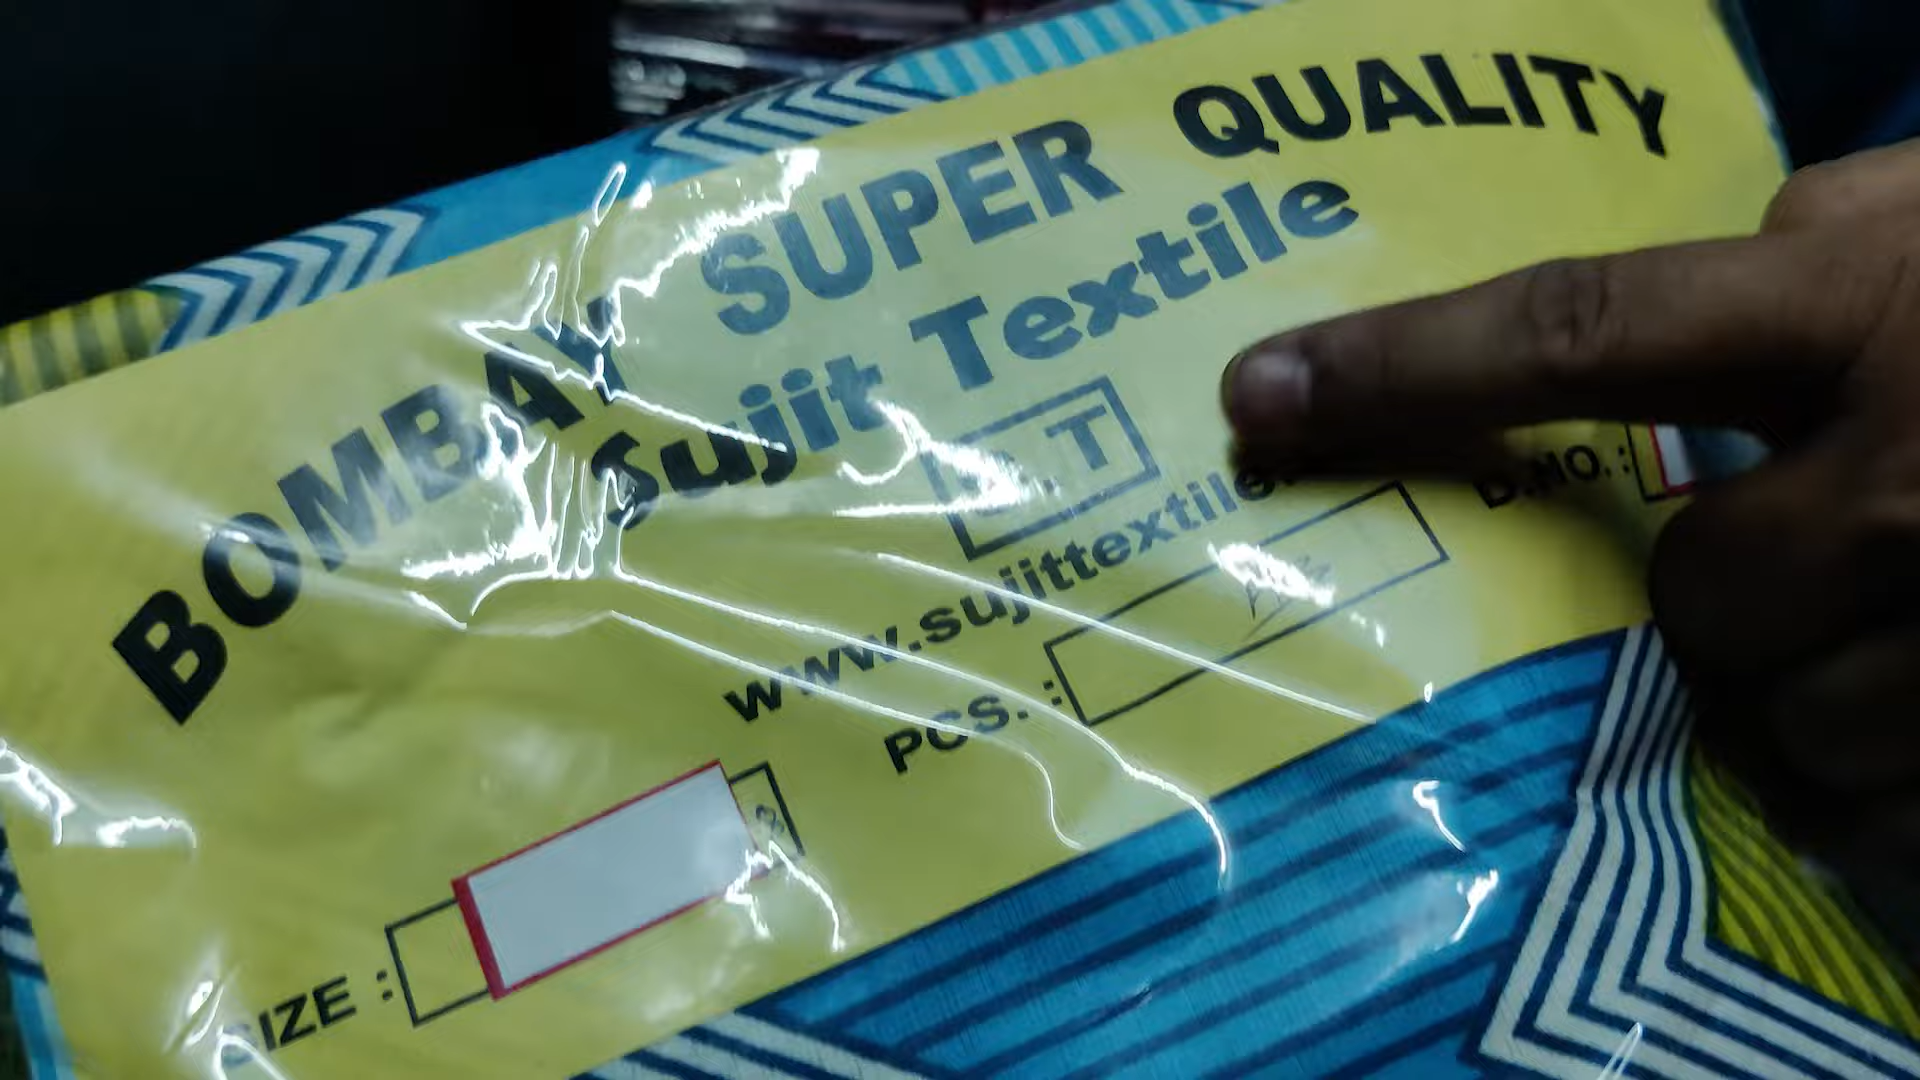 BOMBAY SUPER QUALITY
Sujit Textile
www.sujittextile.
PCS. :
D.NO. :
SIZE :